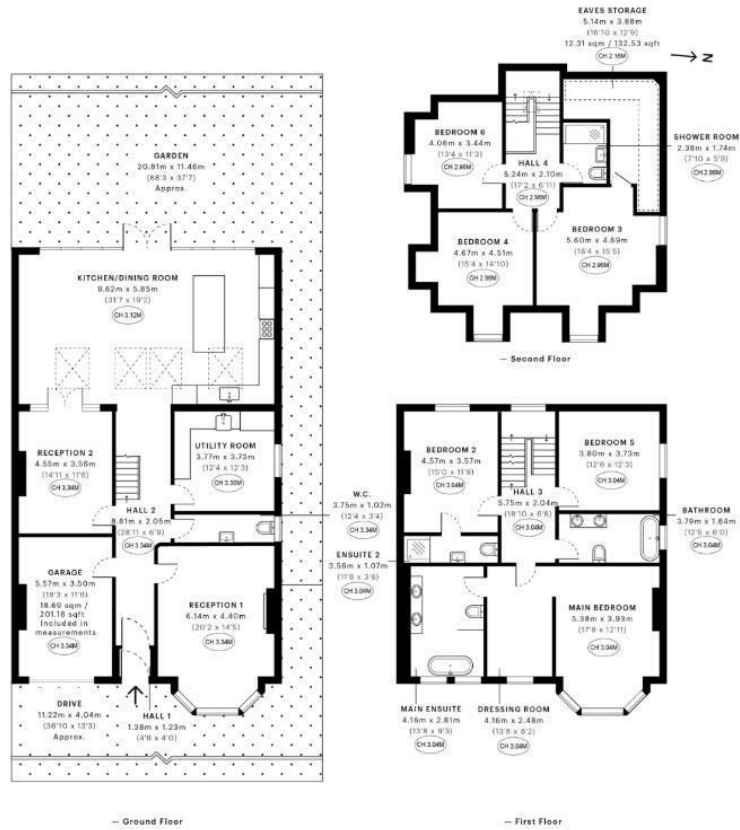 EAVES STORAGE
5.14m x 3.88m
(16'10 x 12'9)
12.31 sqm / 132.53 sqft
CH 2.16M
N
BEDROOM 6
4.06m x 3.44m
(13'4 x 11'3)
CH 2.96M
HALL 4
5.24m x 2.10m
(17'2 x 6'11)
CH 2.96M
SHOWER ROOM
2.38m x 1.74m
(7'10 x 5'9)
CH 2.96M
BEDROOM 4
4.67m x 4.51m
(15'4 x 14'10)
CH 2.96M
BEDROOM 3
5.60m x 4.69m
(18'4 x 15'5)
CH 2.96M
— Second Floor
GARDEN
20.81m x 11.46m
(68'3 x 37'7)
Approx.
KITCHEN/DINING ROOM
9.62m x 5.85m
(31'7 x 19'2)
CH 3.12M
RECEPTION 2
4.55m x 3.56m
(14'11 x 11'8)
CH 3.34M
UTILITY ROOM
3.77m x 3.73m
(12'4 x 12'3)
CH 3.30M
HALL 2
8.81m x 2.05m
(28'11 x 6'9)
CH 3.34M
W.C.
3.75m x 1.02m
(12'4 x 3'4)
CH 3.34M
GARAGE
5.57m x 3.50m
(18'3 x 11'6)
18.69 sqm /
201.18 sqft
Included in
measurements
CH 3.34M
RECEPTION 1
6.14m x 4.40m
(20'2 x 14'5)
CH 3.34M
DRIVE
11.22m x 4.04m
(36'10 x 13'3)
Approx.
HALL 1
1.38m x 1.23m
(4'6 x 4'0)
— Ground Floor
BEDROOM 2
4.57m x 3.57m
(15'0 x 11'9)
CH 3.04M
BEDROOM 5
3.80m x 3.73m
(12'6 x 12'3)
CH 3.04M
HALL 3
5.75m x 2.04m
(18'10 x 6'8)
CH 3.04M
BATHROOM
3.79m x 1.84m
(12'5 x 6'0)
CH 3.04M
ENSUITE 2
3.56m x 1.07m
(11'8 x 3'6)
CH 3.04M
MAIN BEDROOM
5.38m x 3.93m
(17'8 x 12'11)
CH 3.04M
MAIN ENSUITE
4.16m x 2.81m
(13'8 x 9'3)
CH 3.04M
DRESSING ROOM
4.16m x 2.48m
(13'8 x 8'2)
CH 3.04M
— First Floor